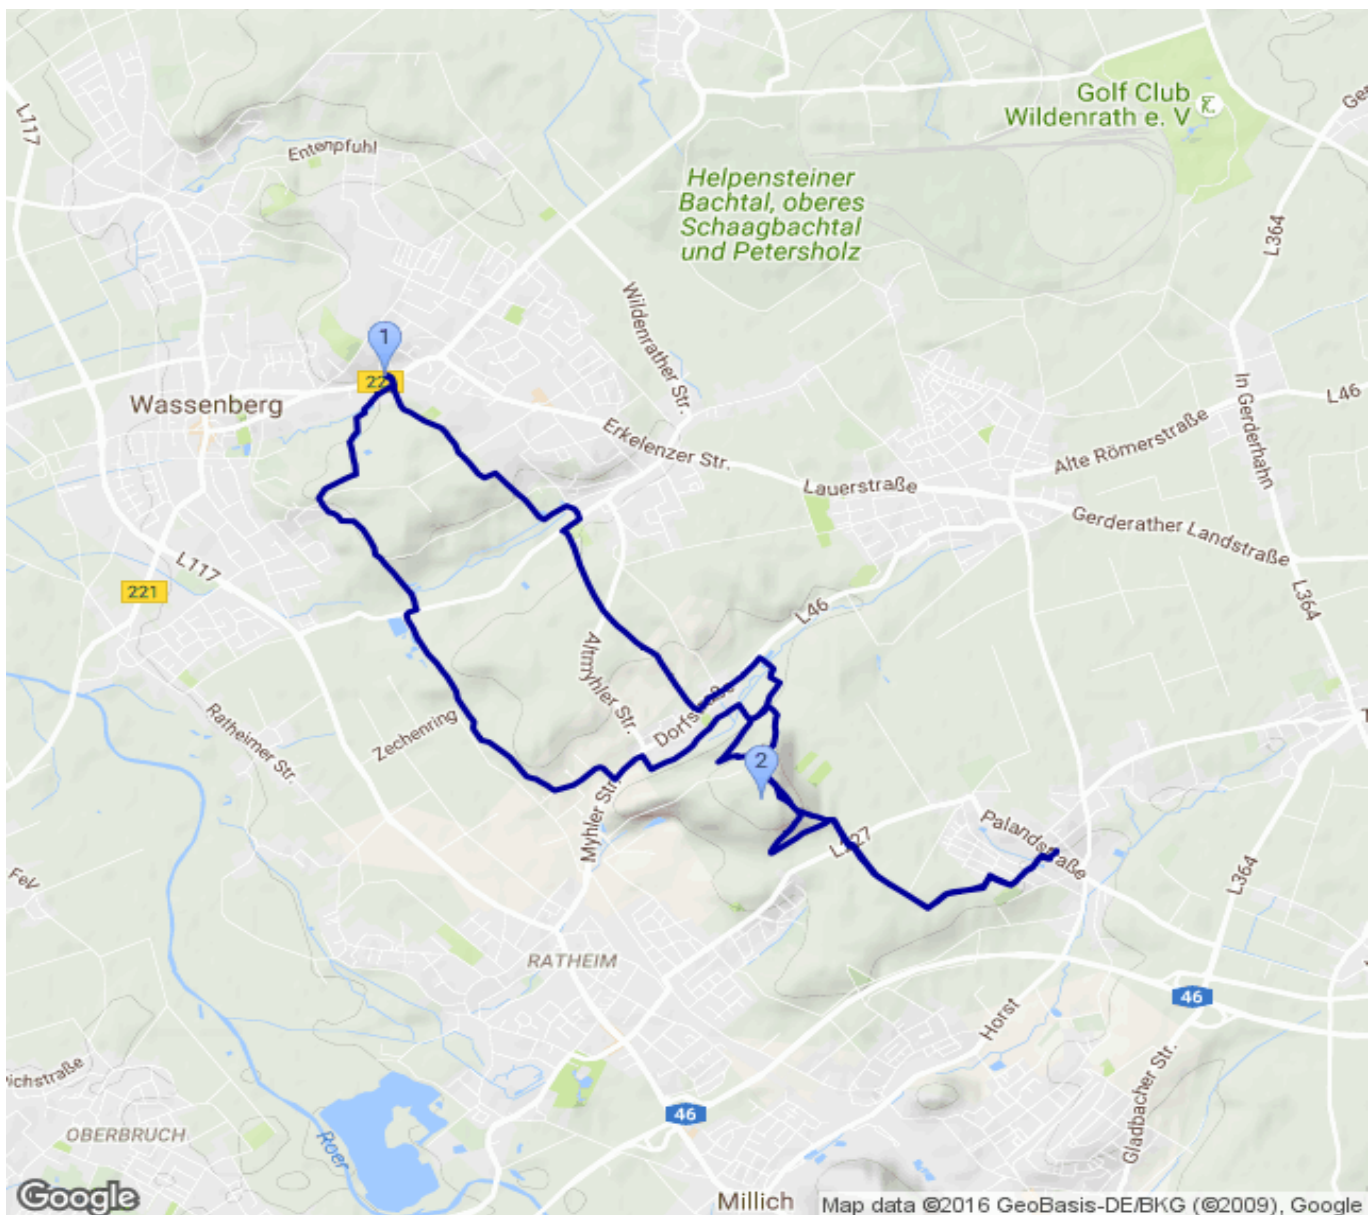 L117
Entenpfuhl
Golf Club
Wildenrath e. V
Helpensteiner
Bachtal, oberes
Schaagbachtal
und Petersholz
L364
Wildenrather Str.
1
Wassenberg
Erkelenzer Str.
Lauerstraße
Alte Römerstraße
In Gerderhahn
L46
Gerderather Landstraße
L117
221
L364
L46
Altmyhler Str.
Dorfstraße
Ratheimer Str.
Zechenring
2
Myhler Str.
Palandstraße
L364
RATHEIM
46
Horst
Gladbacher Str.
46
OBERBRUCH
Roer
Millich
Google
Map data ©2016 GeoBasis-DE/BKG (©2009), Google